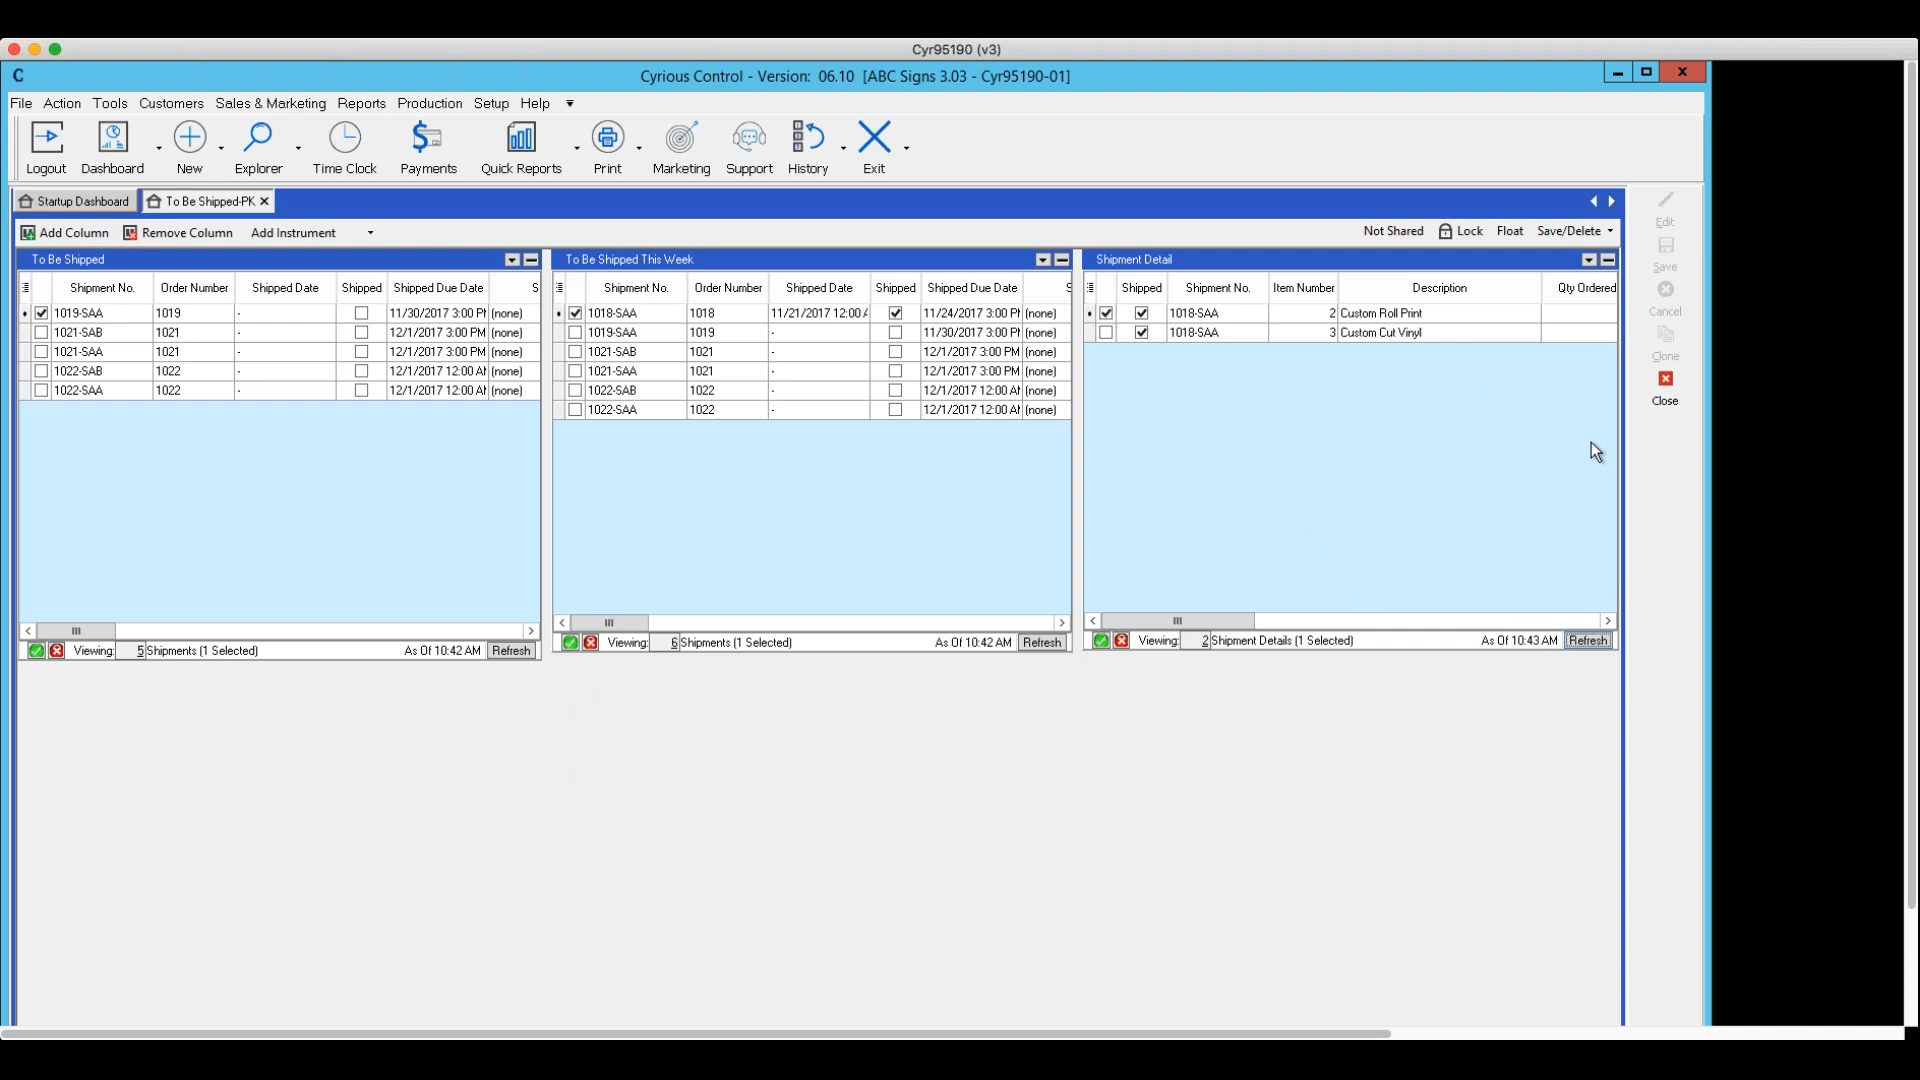 Cyr95190 (v3)
C Cyrious Control - Version: 06.10 [ABC Signs 3.03 - Cyr95190-01]
File Action Tools Customers Sales & Marketing Reports Production Setup Help
Logout Dashboard New Explorer Time Clock Payments Quick Reports Print Marketing Support History Exit
Startup Dashboard To Be Shipped-PK
Add Column Remove Column Add Instrument Not Shared Lock Float Save/Delete
To Be Shipped
Shipment No. Order Number Shipped Date Shipped Shipped Due Date S
1019-SAA 1019 - 11/30/2017 3:00 PM (none)
1021-SAB 1021 - 12/1/2017 3:00 PM (none)
1021-SAA 1021 - 12/1/2017 3:00 PM (none)
1022-SAB 1022 - 12/1/2017 12:00 AM (none)
1022-SAA 1022 - 12/1/2017 12:00 AM (none)
Viewing: 5 Shipments (1 Selected) As Of 10:42 AM Refresh
To Be Shipped This Week
Shipment No. Order Number Shipped Date Shipped Shipped Due Date S
1018-SAA 1018 11/21/2017 12:00 A 11/24/2017 3:00 PM (none)
1019-SAA 1019 - 11/30/2017 3:00 PM (none)
1021-SAB 1021 - 12/1/2017 3:00 PM (none)
1021-SAA 1021 - 12/1/2017 3:00 PM (none)
1022-SAB 1022 - 12/1/2017 12:00 AM (none)
1022-SAA 1022 - 12/1/2017 12:00 AM (none)
Viewing: 6 Shipments (1 Selected) As Of 10:42 AM Refresh
Shipment Detail
Shipped Shipment No. Item Number Description Qty Ordered
1018-SAA 2 Custom Roll Print
1018-SAA 3 Custom Cut Vinyl
Viewing: 2 Shipment Details (1 Selected) As Of 10:43 AM Refresh
Edit
Save
Cancel
Clone
Close